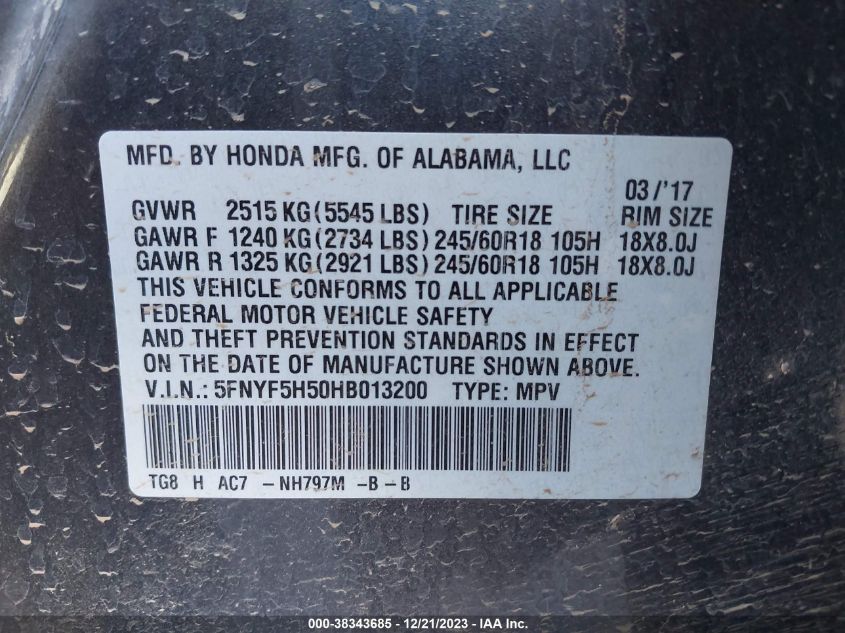 MFD. BY HONDA MFG. OF ALABAMA, LLC
03/'17
GVWR 2515 KG (5545 LBS) TIRE SIZE RIM SIZE
GAWR F 1240 KG (2734 LBS) 245/60R18 105H 18X8.0J
GAWR R 1325 KG (2921 LBS) 245/60R18 105H 18X8.0J
THIS VEHICLE CONFORMS TO ALL APPLICABLE
FEDERAL MOTOR VEHICLE SAFETY
AND THEFT PREVENTION STANDARDS IN EFFECT
ON THE DATE OF MANUFACTURE SHOWN ABOVE.
V.I.N.: 5FNYF5H50HB013200 TYPE: MPV
TG8 H AC7 -NH797M -B-B
000-38343685 - 12/21/2023 - IAA Inc.